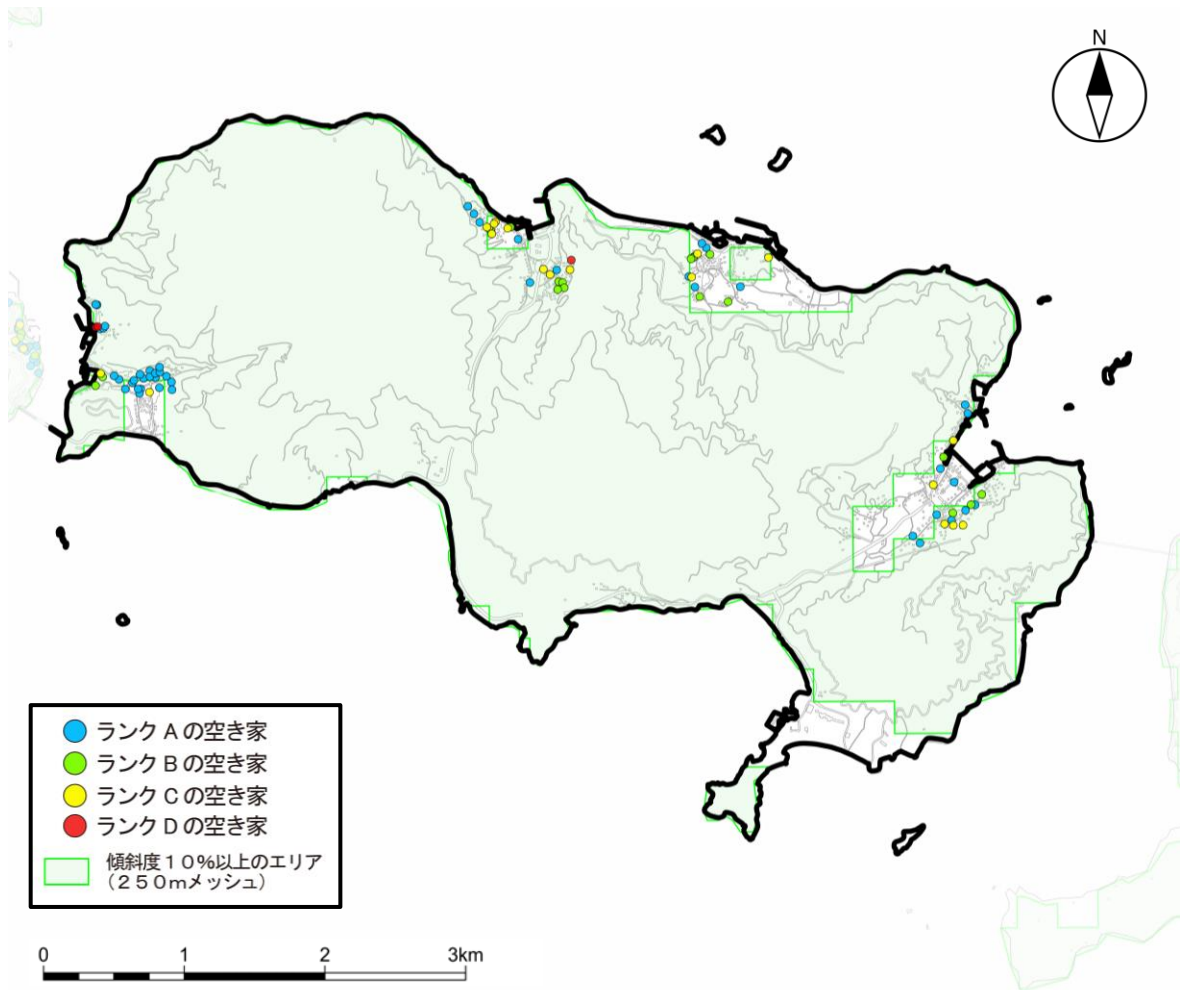 N
ランクAの空き家
ランクBの空き家
ランクCの空き家
ランクDの空き家
傾斜度１０%以上のエリア
（２５０mメッシュ）
0 1 2 3km